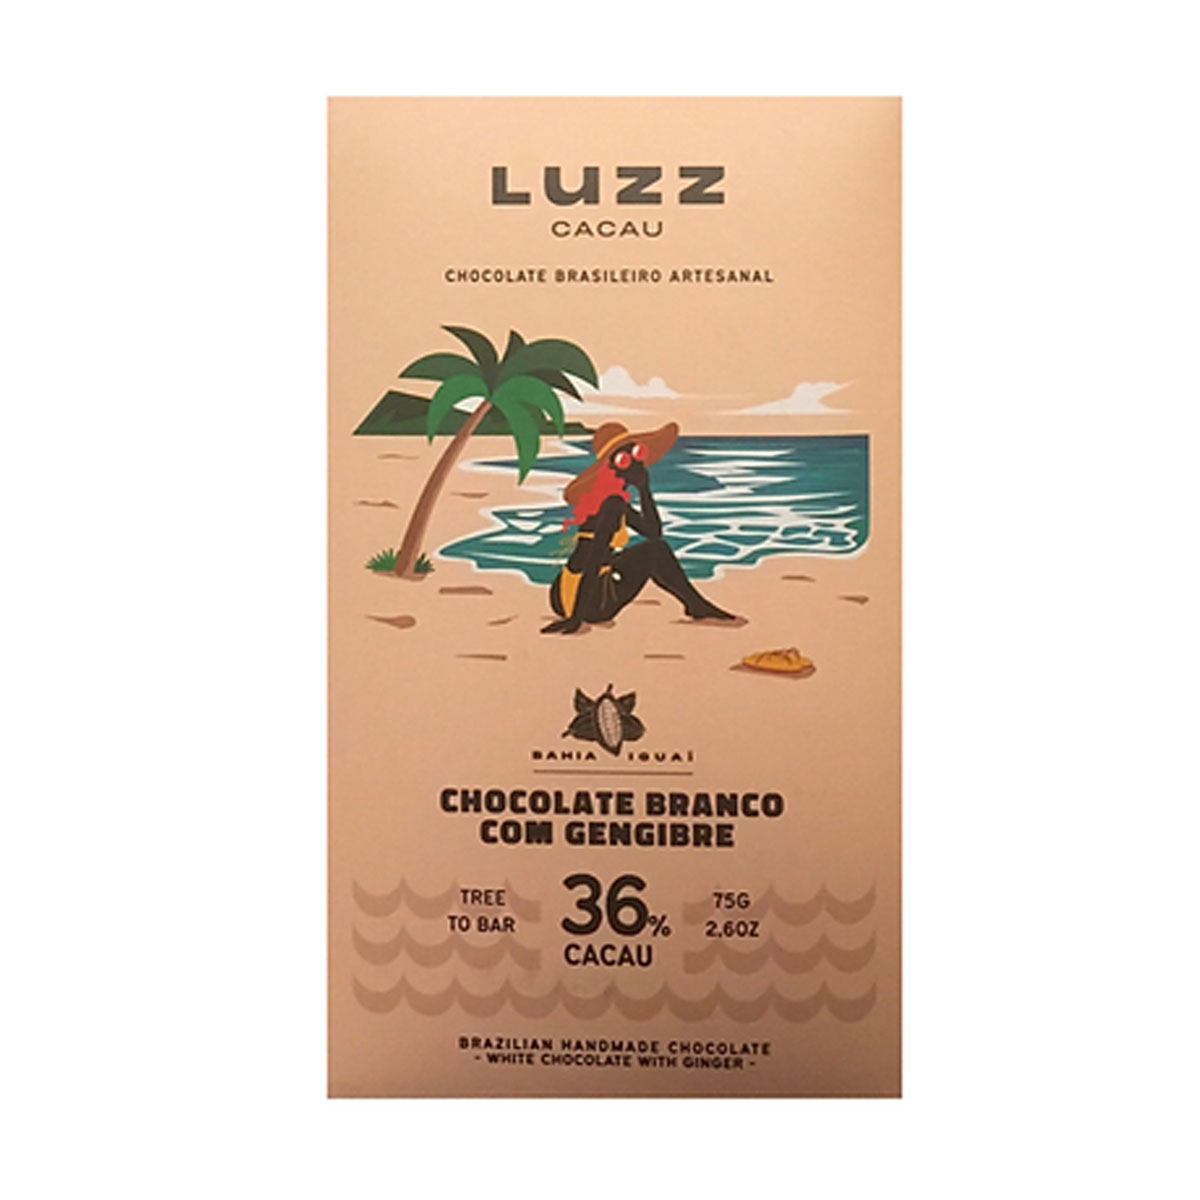 LUZZ
CACAU
CHOCOLATE BRASILEIRO ARTESANAL
BAHIA IGUAÍ
CHOCOLATE BRANCO
COM GENGIBRE
TREE
TO BAR
36%
CACAU
75G
2,6OZ
BRAZILIAN HANDMADE CHOCOLATE
- WHITE CHOCOLATE WITH GINGER -